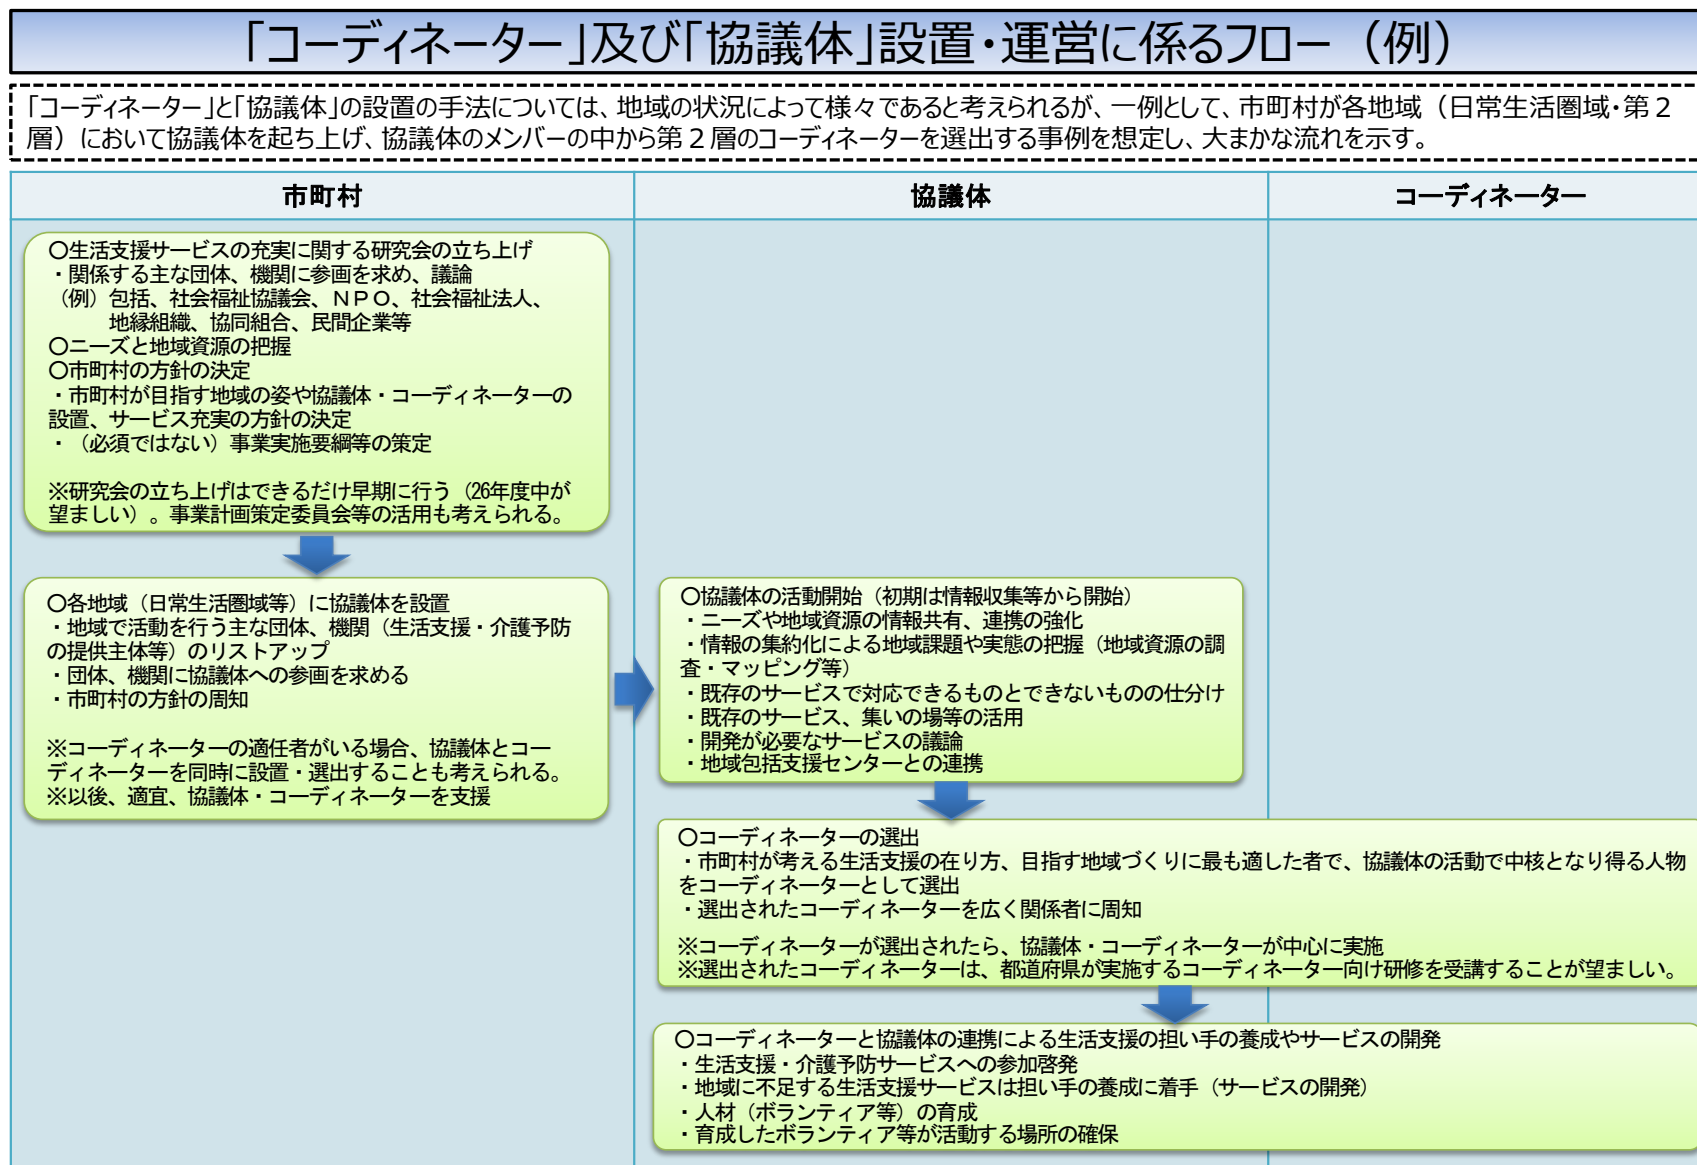 「コーディネーター」及び「協議体」設置・運営に係るフロー（例）
「コーディネーター」と「協議体」の設置の手法については、地域の状況によって様々であると考えられるが、一例として、市町村が各地域（日常生活圏域・第２
層）において協議体を起ち上げ、協議体のメンバーの中から第２層のコーディネーターを選出する事例を想定し、大まかな流れを示す。
市町村
協議体
コーディネーター
○生活支援サービスの充実に関する研究会の立ち上げ
・関係する主な団体、機関に参画を求め、議論
（例）包括、社会福祉協議会、ＮＰＯ、社会福祉法人、
地縁組織、協同組合、民間企業等
○ニーズと地域資源の把握
○市町村の方針の決定
・市町村が目指す地域の姿や協議体・コーディネーターの
設置、サービス充実の方針の決定
・（必須ではない）事業実施要綱等の策定
※研究会の立ち上げはできるだけ早期に行う（26年度中が
望ましい）。事業計画策定委員会等の活用も考えられる。
○各地域（日常生活圏域等）に協議体を設置
・地域で活動を行う主な団体、機関（生活支援・介護予防
の提供主体等）のリストアップ
・団体、機関に協議体への参画を求める
・市町村の方針の周知
※コーディネーターの適任者がいる場合、協議体とコー
ディネーターを同時に設置・選出することも考えられる。
※以後、適宜、協議体・コーディネーターを支援
○協議体の活動開始（初期は情報収集等から開始）
・ニーズや地域資源の情報共有、連携の強化
・情報の集約化による地域課題や実態の把握（地域資源の調
査・マッピング等）
・既存のサービスで対応できるものとできないものの仕分け
・既存のサービス、集いの場等の活用
・開発が必要なサービスの議論
・地域包括支援センターとの連携
○コーディネーターの選出
・市町村が考える生活支援の在り方、目指す地域づくりに最も適した者で、協議体の活動で中核となり得る人物
をコーディネーターとして選出
・選出されたコーディネーターを広く関係者に周知
※コーディネーターが選出されたら、協議体・コーディネーターが中心に実施
※選出されたコーディネーターは、都道府県が実施するコーディネーター向け研修を受講することが望ましい。
○コーディネーターと協議体の連携による生活支援の担い手の養成やサービスの開発
・生活支援・介護予防サービスへの参加啓発
・地域に不足する生活支援サービスは担い手の養成に着手（サービスの開発）
・人材（ボランティア等）の育成
・育成したボランティア等が活動する場所の確保